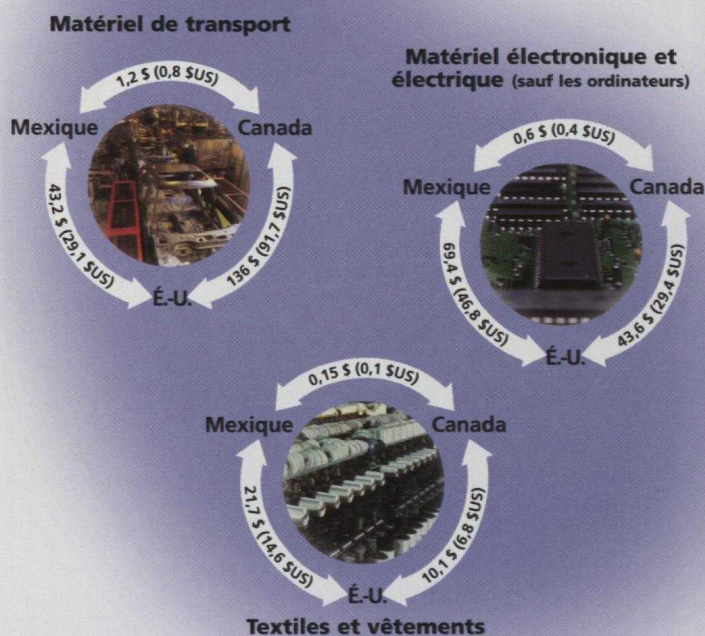 Matériel de transport
1,2 $ (0,8 $US)
Mexique
Canada
43,2 $ (29,1 $US)
136 $ (91,7 $US)
É.-U.
Matériel électronique et
électrique (sauf les ordinateurs)
0,6 $ (0,4 $US)
Mexique
Canada
69,4 $ (46,8 $US)
43,6 $ (29,4 $US)
É.-U.
0,15 $ (0,1 $US)
Mexique
Canada
21,7 $ (14,6 $US)
10,1 $ (6,8 $US)
É.-U.
Textiles et vêtements